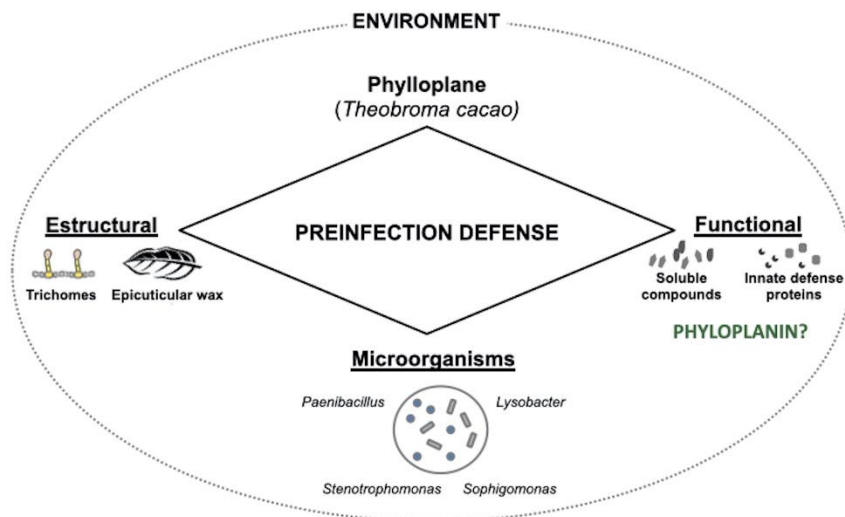 ENVIRONMENT
Phylloplane
(Theobroma cacao)
Estructural
PREINFECTION DEFENSE
Functional
Trichomes
Epicuticular wax
Soluble
compounds
Innate defense
proteins
PHYLOPLANIN?
Microorganisms
Paenibacillus
Lysobacter
Stenotrophomonas
Sophigomonas